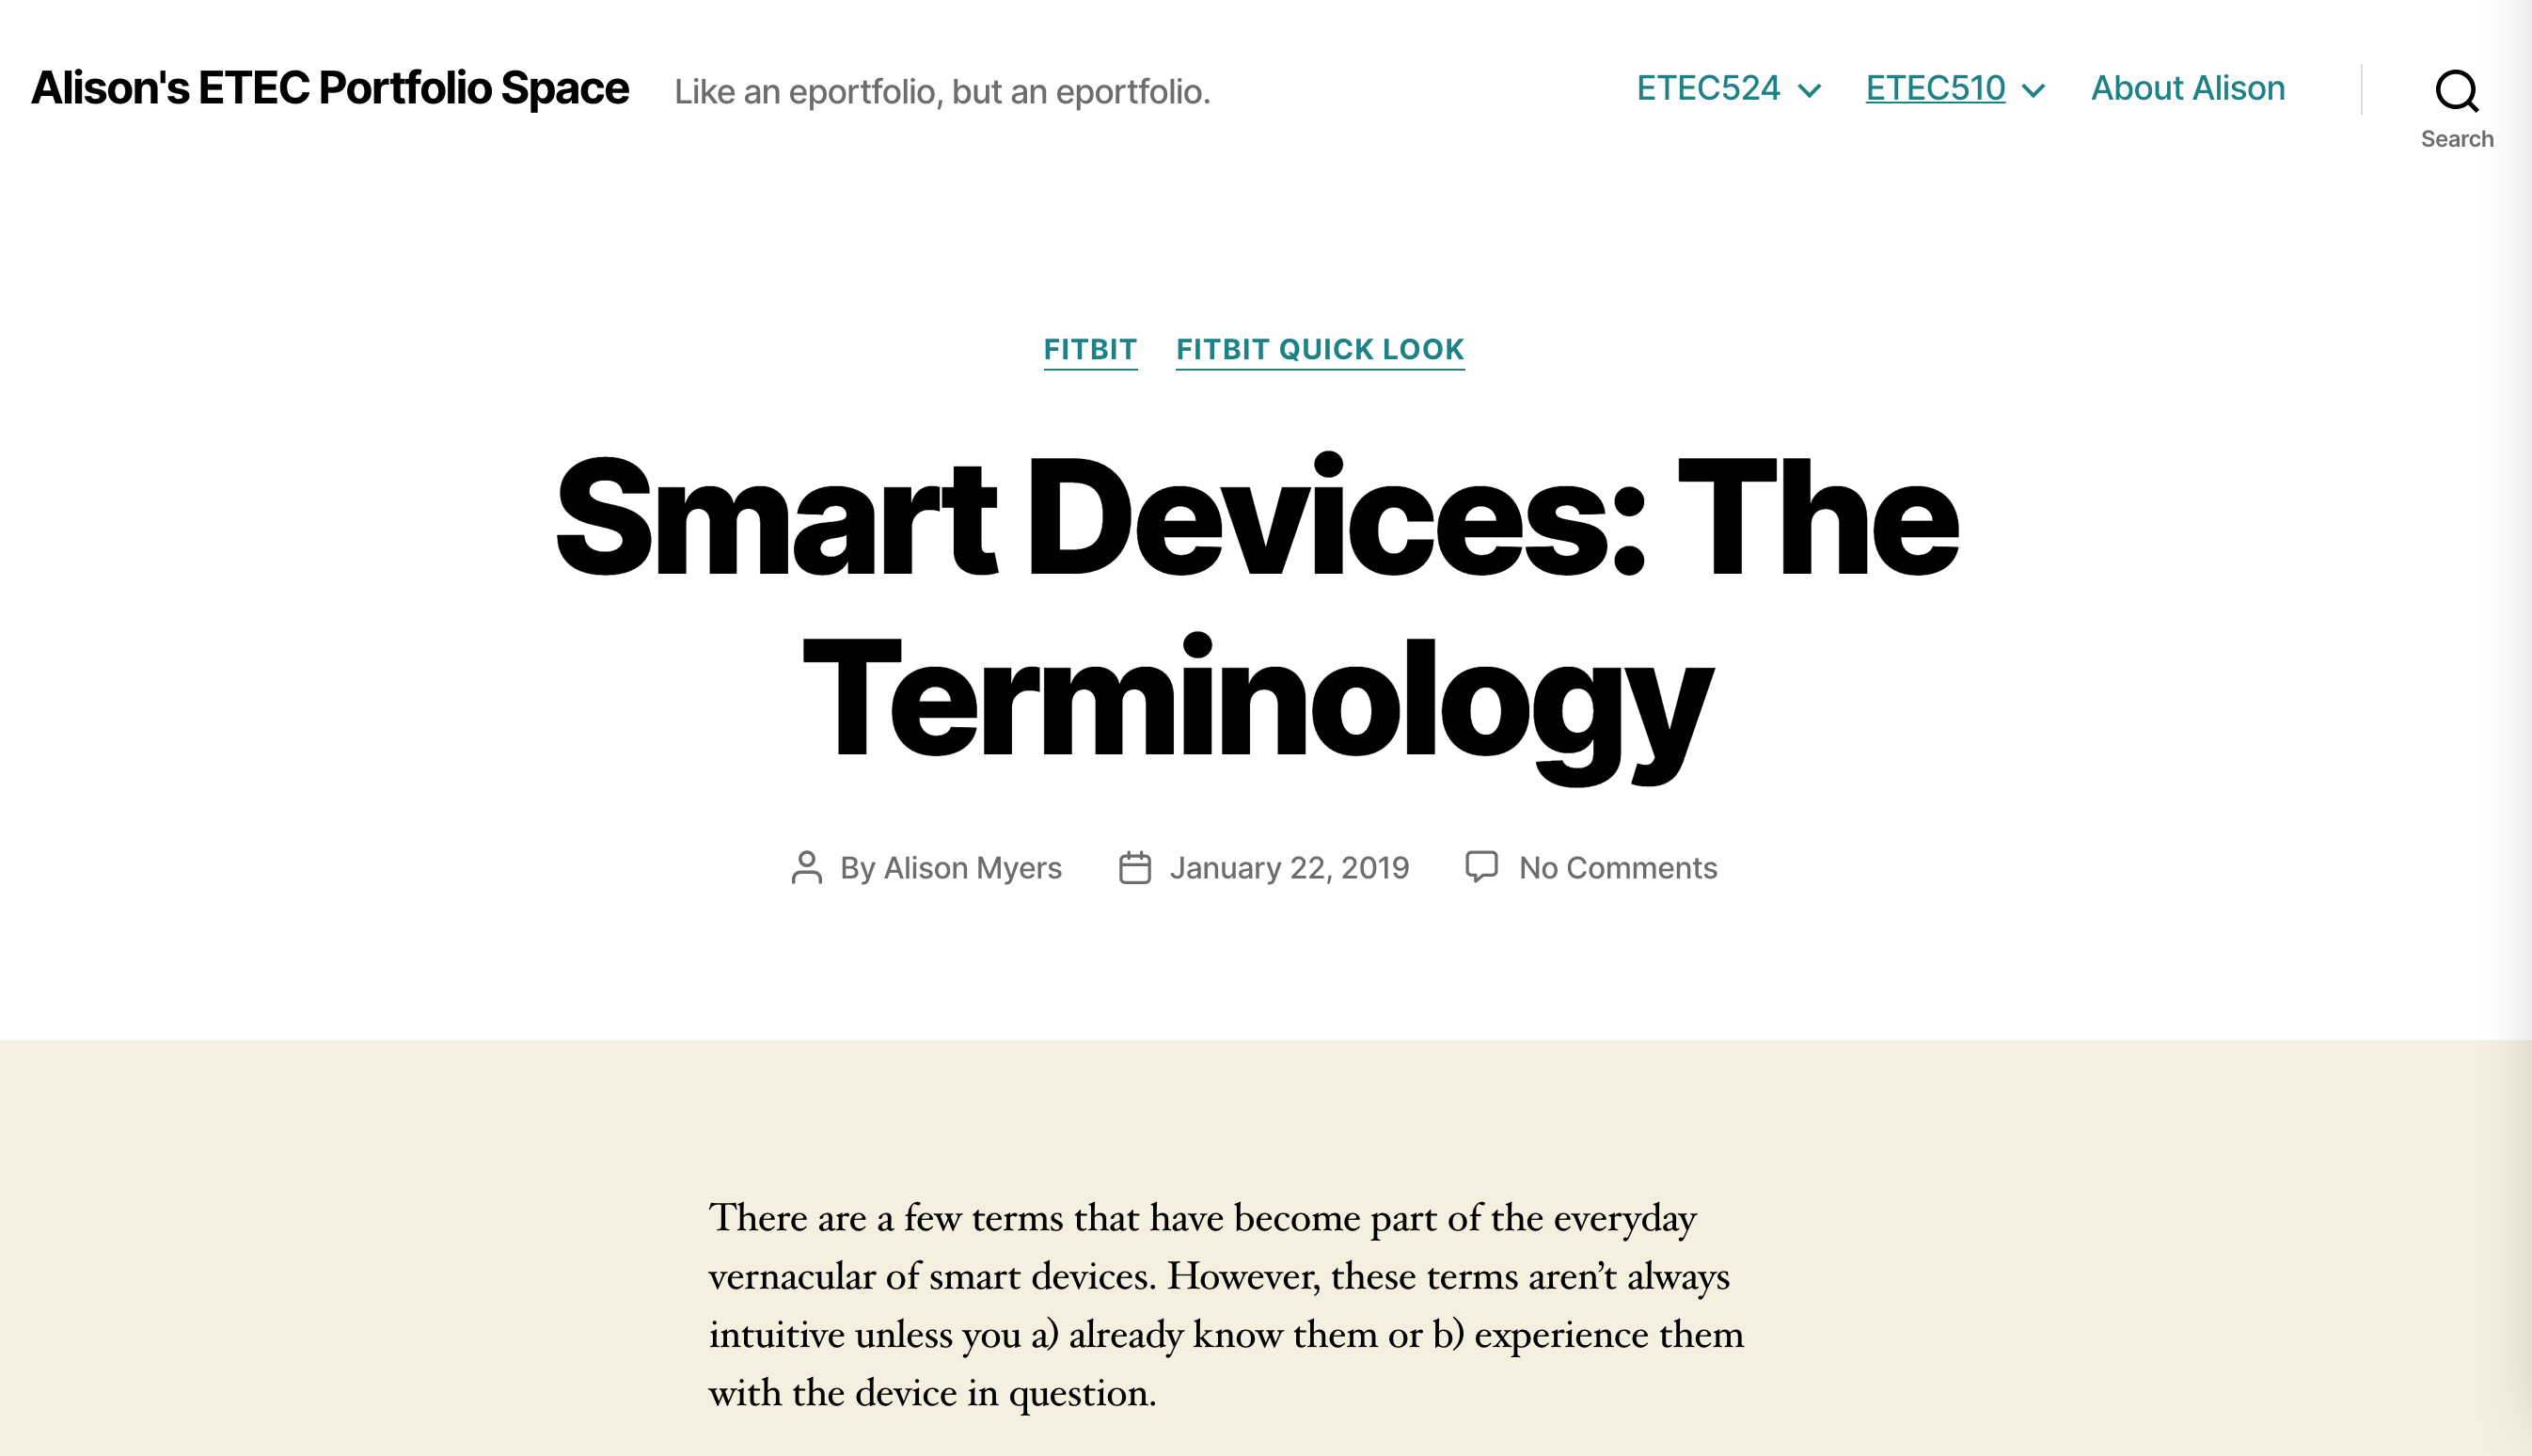 Alison's ETEC Portfolio Space
Like an eportfolio, but an eportfolio.
ETEC524
ETEC510
About Alison
Search
FITBIT
FITBIT QUICK LOOK
Smart Devices: The
Terminology
By Alison Myers
January 22, 2019
No Comments
There are a few terms that have become part of the everyday
vernacular of smart devices. However, these terms aren’t always
intuitive unless you a) already know them or b) experience them
with the device in question.